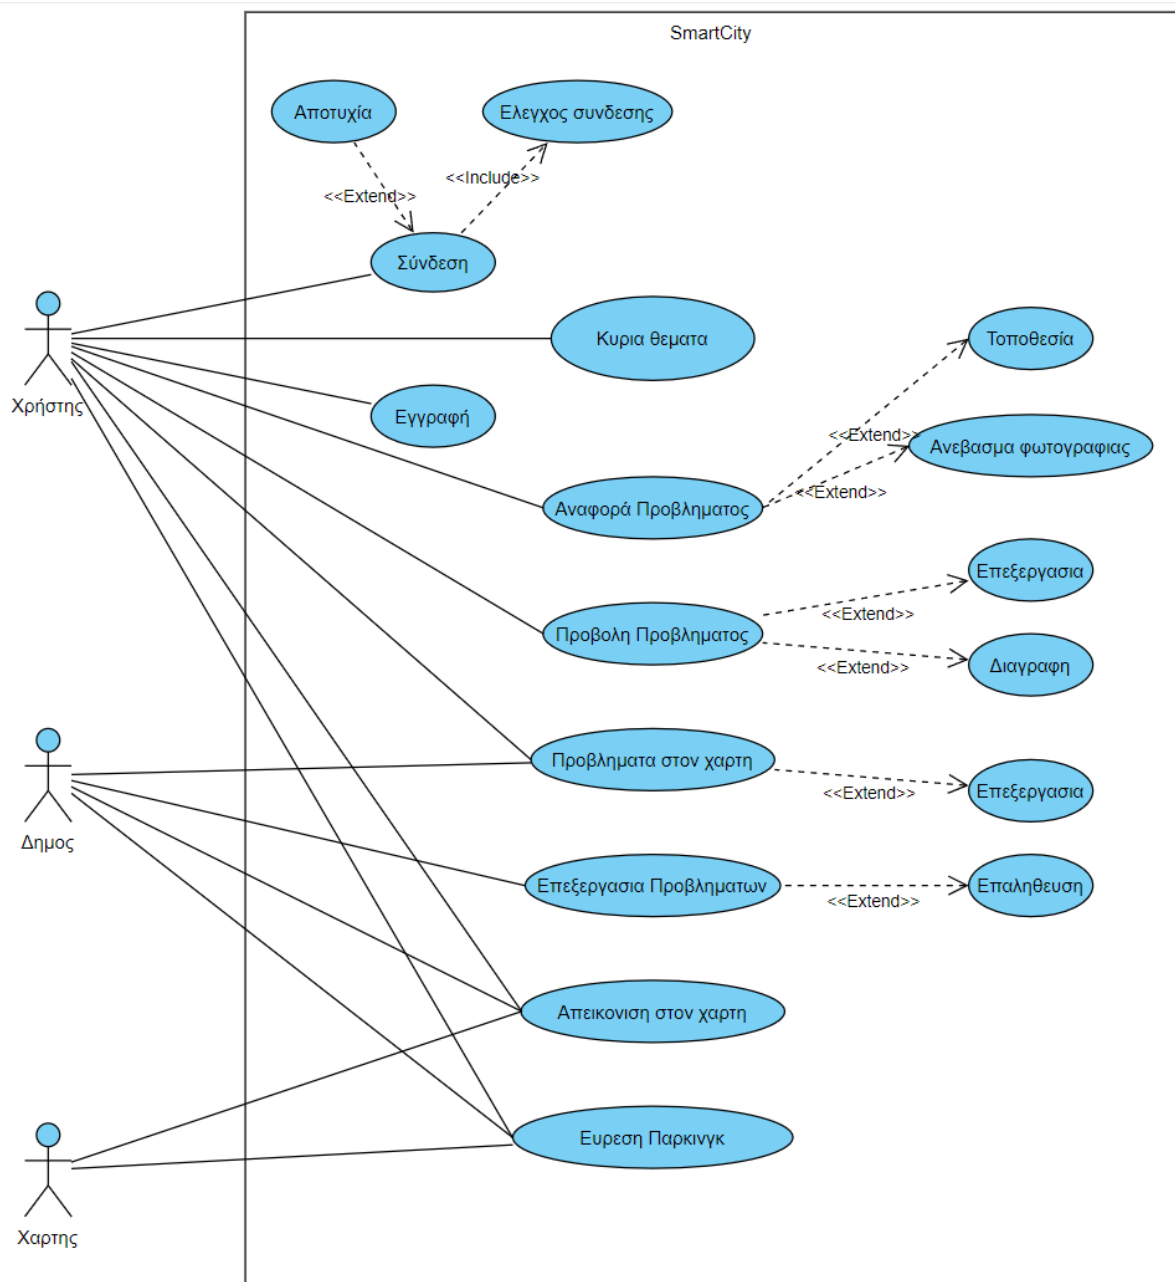 SmartCity
Αποτυχία
Ελεγχος συνδεσης
<<Include>>
<<Extend>>
Σύνδεση
Κυρια θεματα
Τοποθεσία
Χρήστης
Εγγραφή
<<Extend>>
Ανεβασμα φωτογραφιας
<<Extend>>
Αναφορά Προβληματος
Επεξεργασια
<<Extend>>
Προβολη Προβληματος
Διαγραφη
<<Extend>>
Προβληματα στον χαρτη
Επεξεργασια
<<Extend>>
Δημος
Επεξεργασια Προβληματων
Επαληθευση
<<Extend>>
Απεικονιση στον χαρτη
Ευρεση Παρκινγκ
Χαρτης